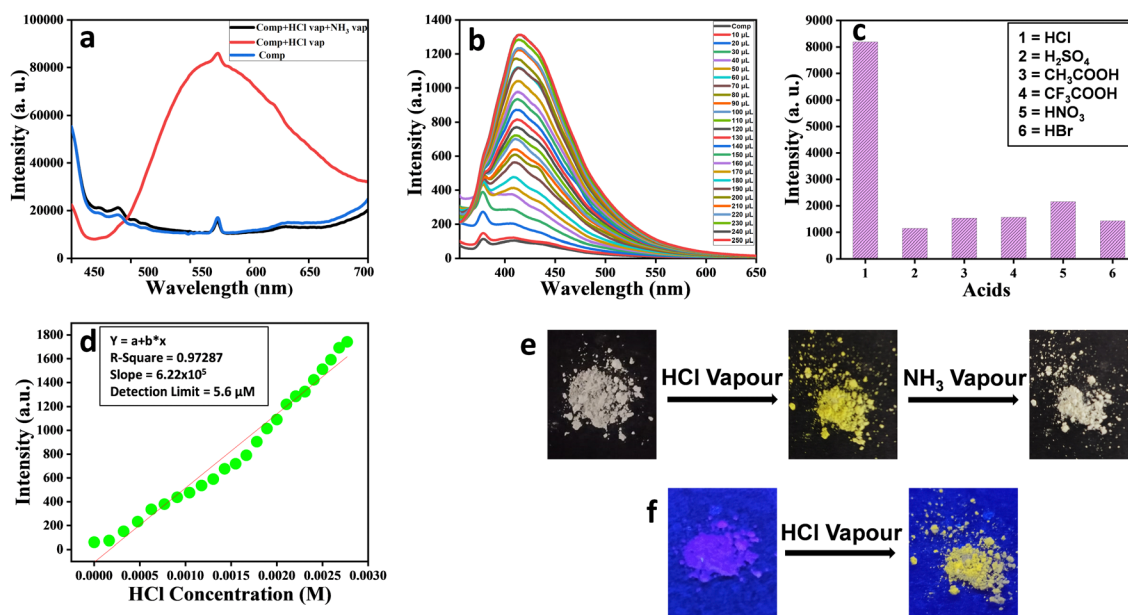 a
Comp+HCl vap+NH₃ vap
Comp+HCl vap
Comp
100000
80000
60000
40000
20000
0
450
500
550
600
650
700
Intensity (a. u.)
Wavelength (nm)
b
1400
1200
1000
800
600
400
200
0
400
450
500
550
600
650
Intensity (a.u.)
Wavelength (nm)
Comp
10 µL
20 µL
30 µL
40 µL
50 µL
60 µL
70 µL
80 µL
90 µL
100 µL
110 µL
120 µL
130 µL
140 µL
150 µL
160 µL
170 µL
180 µL
190 µL
200 µL
210 µL
220 µL
230 µL
240 µL
250 µL
c
9000
8000
7000
6000
5000
4000
3000
2000
1000
0
1
2
3
4
5
6
Intensity (a. u.)
Acids
1 = HCl
2 = H₂SO₄
3 = CH₃COOH
4 = CF₃COOH
5 = HNO₃
6 = HBr
d
Y = a+b*x
R-Square = 0.97287
Slope = 6.22x10⁵
Detection Limit = 5.6 µM
1800
1600
1400
1200
1000
800
600
400
200
0
0.0000
0.0005
0.0010
0.0015
0.0020
0.0025
0.0030
Intensity (a.u.)
HCl Concentration (M)
e
HCl Vapour
NH₃ Vapour
f
HCl Vapour